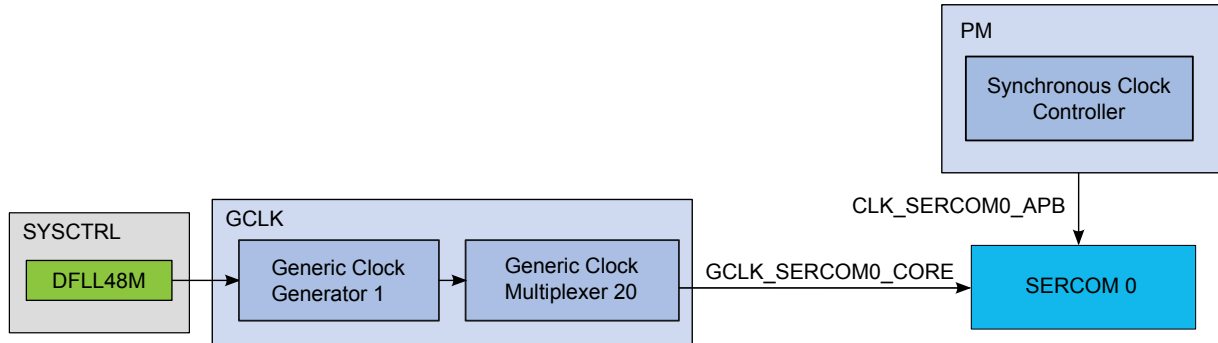 PM
Synchronous Clock
Controller
CLK_SERCOM0_APB
SYSCTRL
DFLL48M
GCLK
Generic Clock
Generator 1
Generic Clock
Multiplexer 20
GCLK_SERCOM0_CORE
SERCOM 0